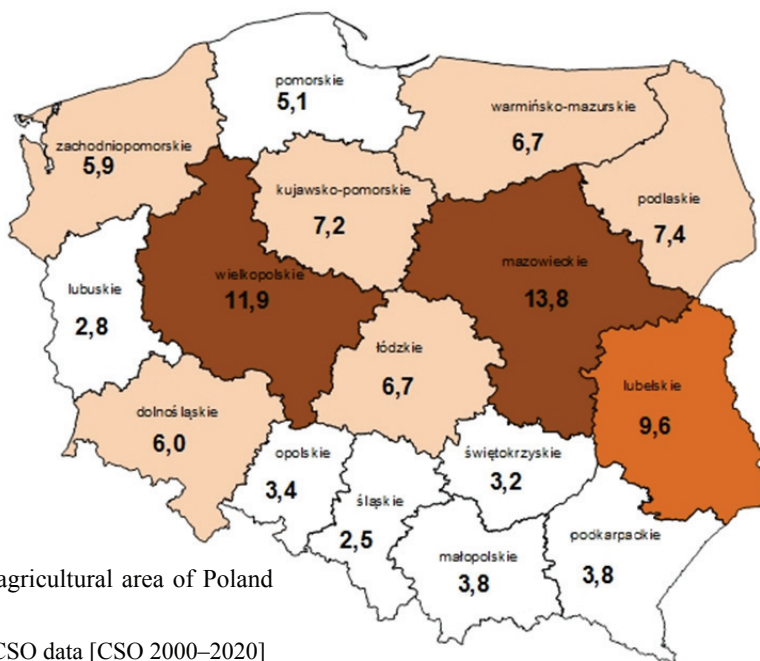 pomorskie
5,1
warmińsko-mazurskie
6,7
zachodniopomorskie
5,9
kujawsko-pomorskie
7,2
podlaskie
7,4
wielkopolskie
11,9
mazowieckie
13,8
lubuskie
2,8
łódzkie
6,7
lubelskie
9,6
dolnośląskie
6,0
opolskie
3,4
świętokrzyskie
3,2
śląskie
2,5
małopolskie
3,8
podkarpackie
3,8
agricultural area of Poland
CSO data [CSO 2000–2020]